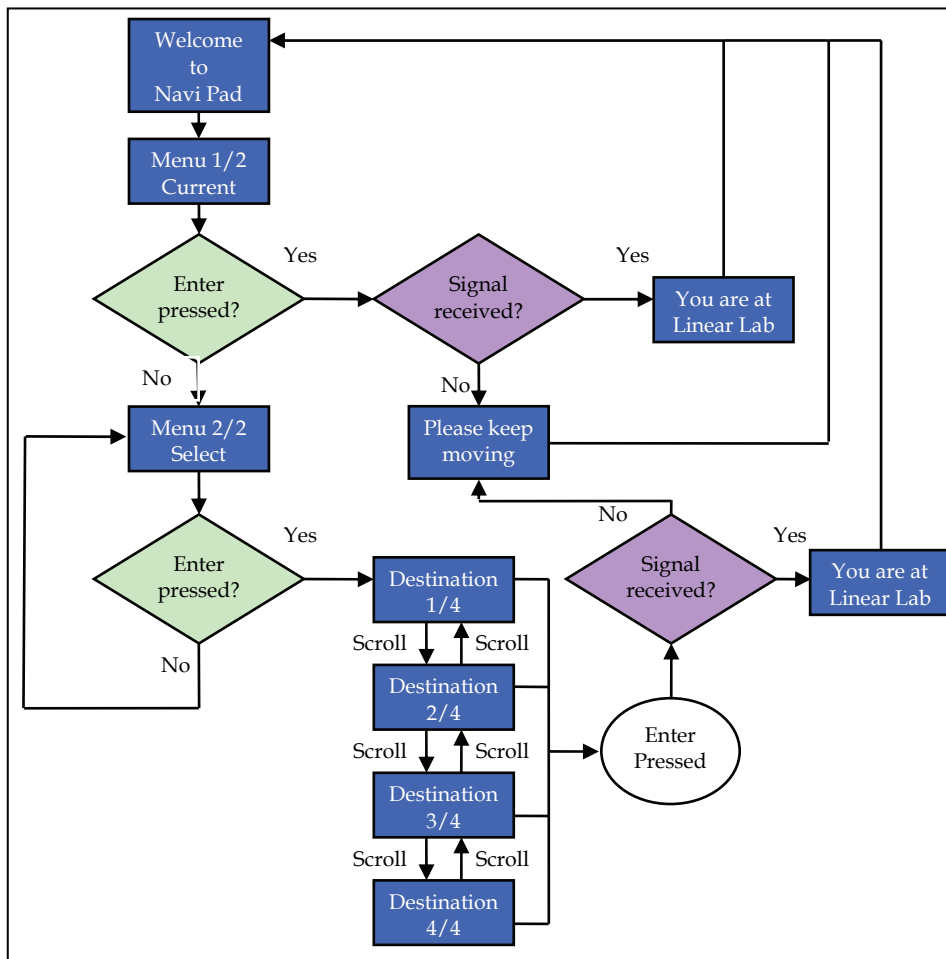 Welcome
to
Navi Pad
Menu 1/2
Current
Enter
pressed?
Yes
Signal
received?
Yes
You are at
Linear Lab
No
No
Menu 2/2
Select
Please keep
moving
Enter
pressed?
Yes
No
Destination
1/4
No
Signal
received?
Yes
You are at
Linear Lab
Scroll
Scroll
Destination
2/4
Scroll
Scroll
Enter
Pressed
Destination
3/4
Scroll
Scroll
Destination
4/4